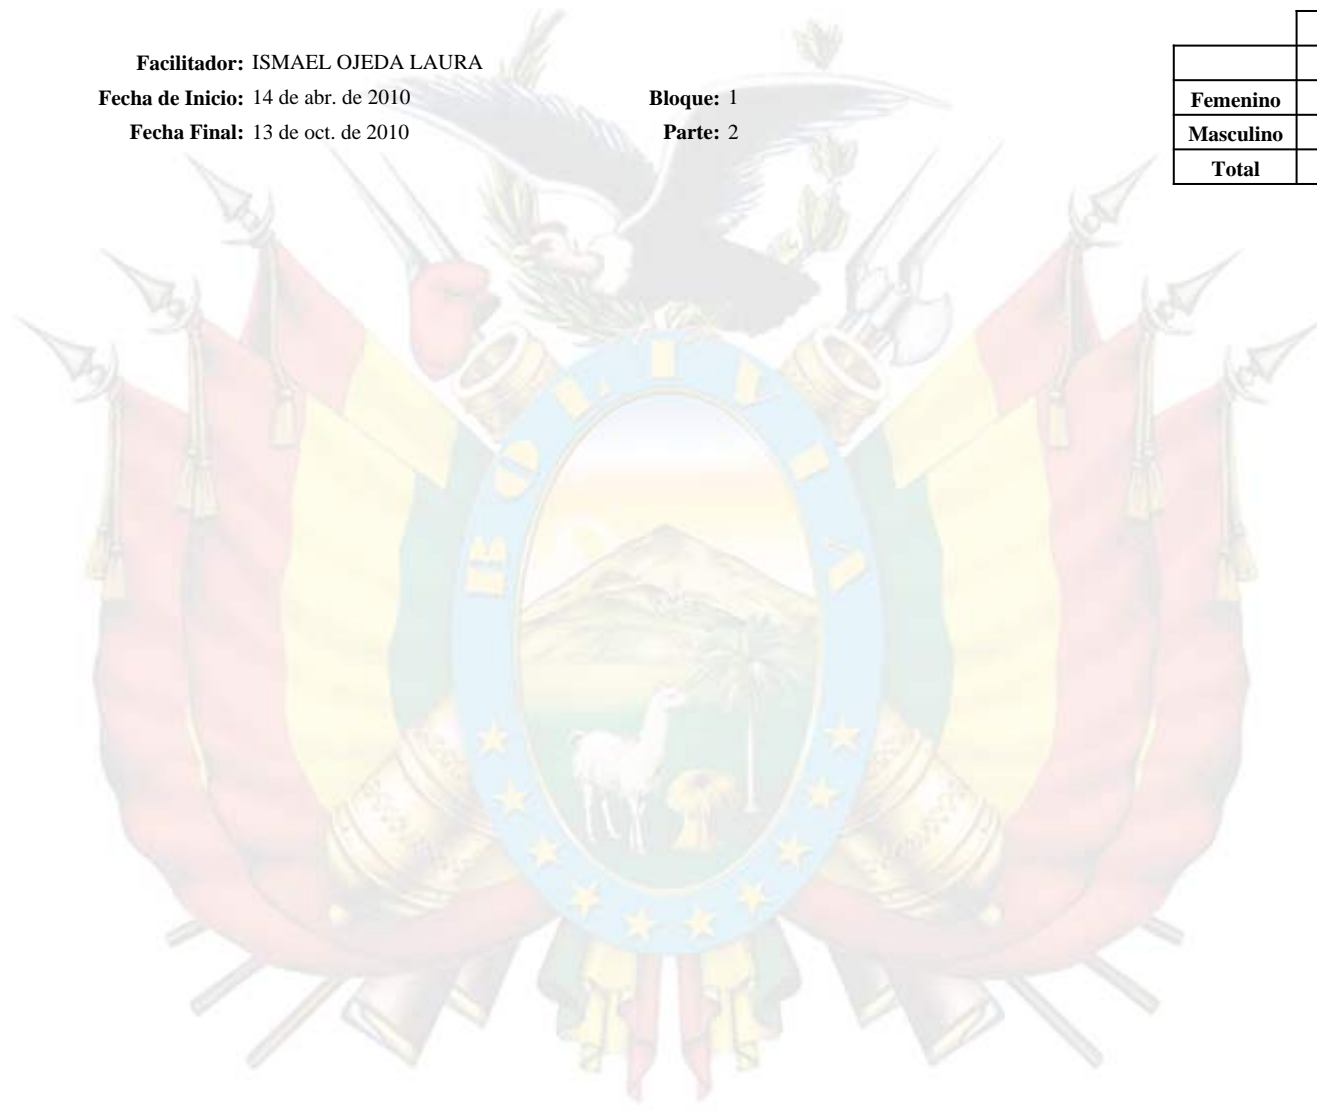 Facilitador: ISMAEL OJEDA LAURA
Fecha de Inicio: 14 de abr. de 2010 Bloque: 1
Fecha Final: 13 de oct. de 2010 Parte: 2
Femenino
Masculino
Total
BOLIVIA